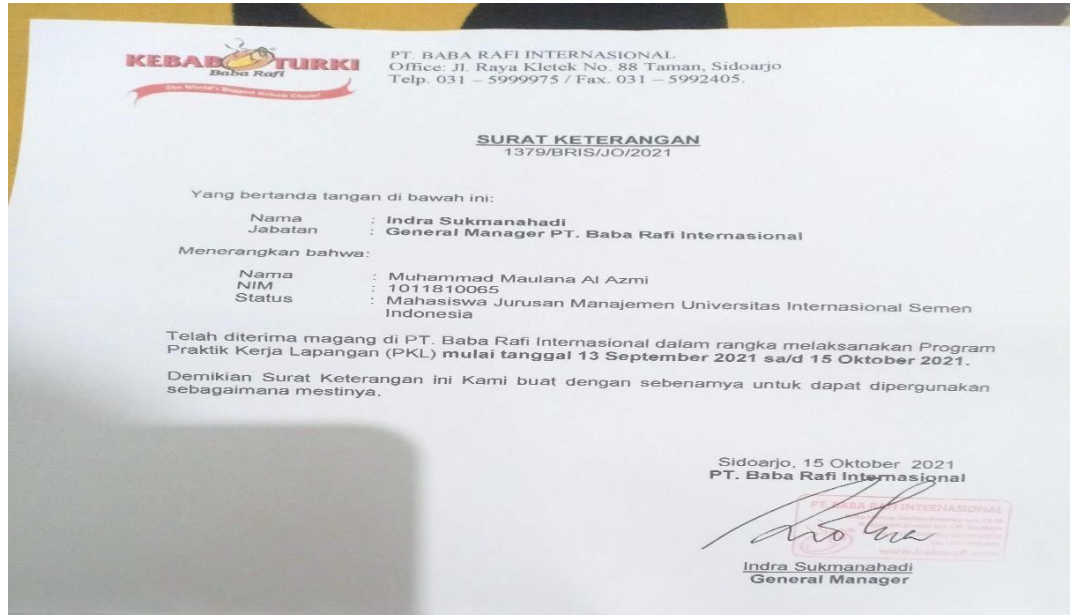 KEBAB TURKI
Baba Rafi
The World's Biggest Kebab Chain!
PT. BABA RAFI INTERNASIONAL
Office: Jl. Raya Kletek No. 88 Taman, Sidoarjo
Telp. 031 – 5999975 / Fax. 031 – 5992405.
SURAT KETERANGAN
1379/BRIS/JO/2021
Yang bertanda tangan di bawah ini:
Nama : Indra Sukmanahadi
Jabatan : General Manager PT. Baba Rafi Internasional
Menerangkan bahwa:
Nama : Muhammad Maulana Al Azmi
NIM : 1011810065
Status : Mahasiswa Jurusan Manajemen Universitas Internasional Semen
Indonesia
Telah diterima magang di PT. Baba Rafi Internasional dalam rangka melaksanakan Program
Praktik Kerja Lapangan (PKL) mulai tanggal 13 September 2021 sa/d 15 Oktober 2021.
Demikian Surat Keterangan ini Kami buat dengan sebenarnya untuk dapat dipergunakan
sebagaimana mestinya.
Sidoarjo, 15 Oktober 2021
PT. Baba Rafi Internasional
PT. BABA RAFI INTERNASIONAL
www.babarafi.com
Indra Sukmanahadi
General Manager